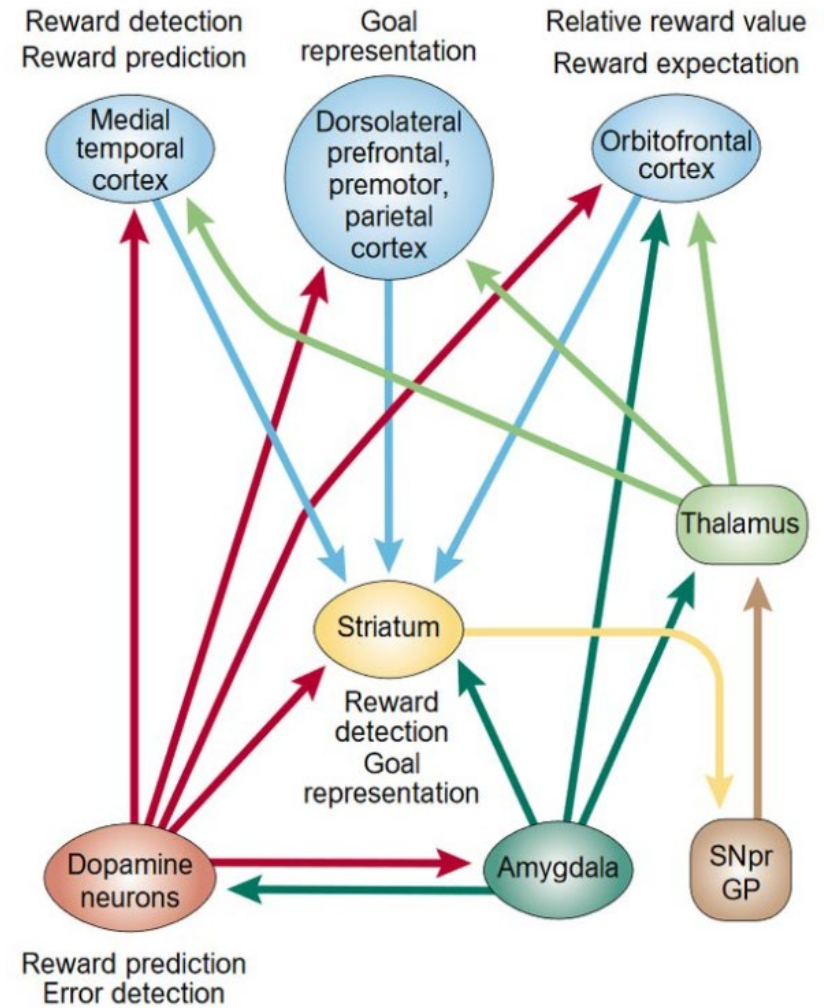 Reward detection
Reward prediction
Goal
representation
Relative reward value
Reward expectation
Medial
temporal
cortex
Dorsolateral
prefrontal,
premotor,
parietal
cortex
Orbitofrontal
cortex
Thalamus
Striatum
Reward
detection
Goal
representation
Dopamine
neurons
Amygdala
SNpr
GP
Reward prediction
Error detection